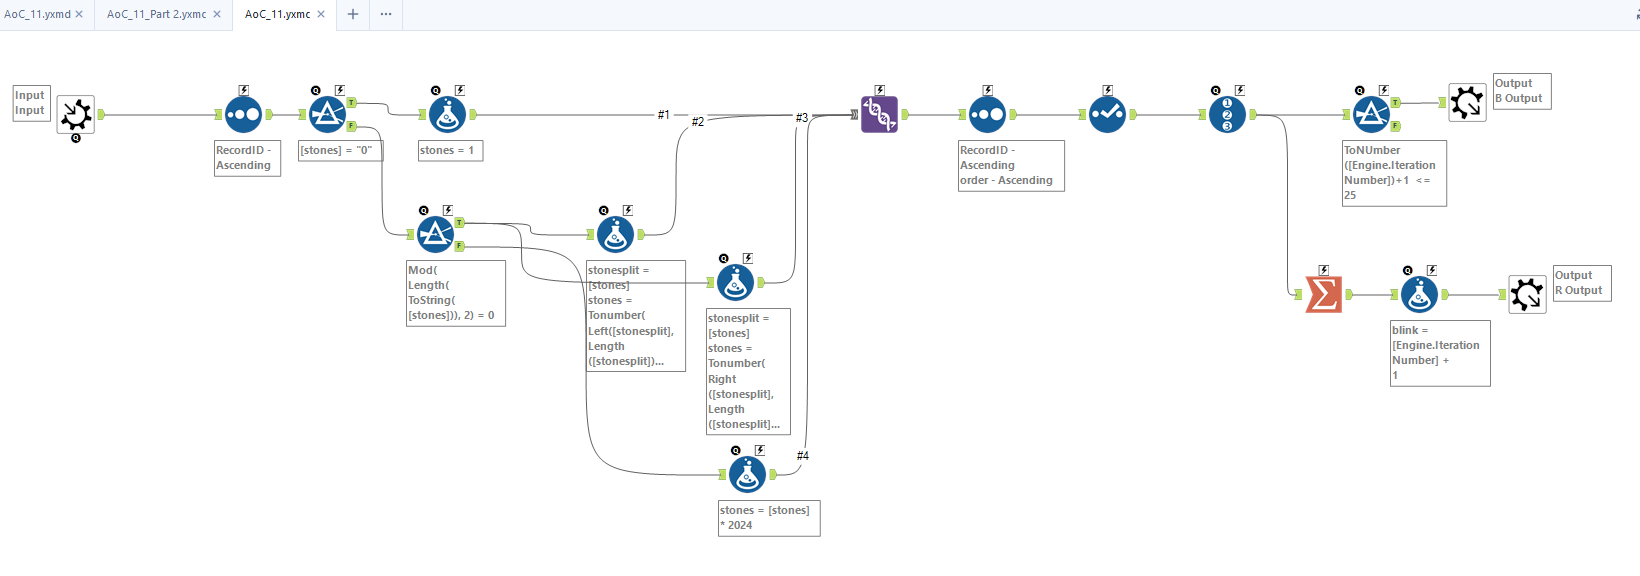 AoC_11.yxmd
AoC_11_Part 2.yxmc
AoC_11.yxmc
Input
Input
RecordID -
Ascending
[stones] = "0"
stones = 1
#1
#2
#3
RecordID -
Ascending
order - Ascending
1
2
3
ToNUmber
([Engine.Iteration
Number])+1 <=
25
Output
B Output
Mod(
Length(
ToString(
[stones])), 2) = 0
stonesplit =
[stones]
stones =
Tonumber(
Left([stonesplit],
Length
([stonesplit])...
stonesplit =
[stones]
stones =
Tonumber(
Right
([stonesplit],
Length
([stonesplit]...
#4
stones = [stones]
* 2024
blink =
[Engine.Iteration
Number] +
1
Output
R Output
T
F
T
F
T
F
Q
Q
Q
Q
Q
Q
Q
Q
Q
Q